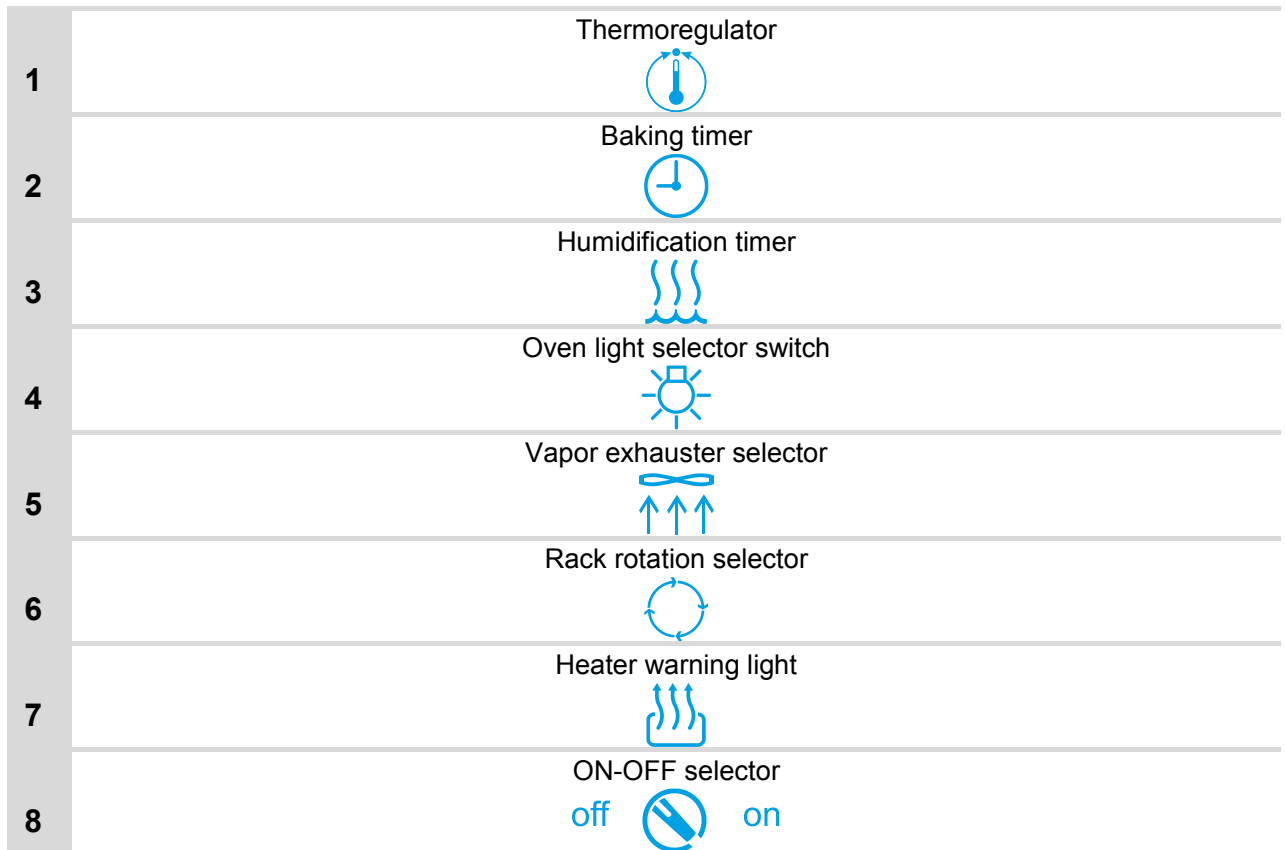 Thermoregulator
1
Baking timer
2
Humidification timer
3
Oven light selector switch
4
Vapor exhauster selector
5
Rack rotation selector
6
Heater warning light
7
ON-OFF selector
8 off on